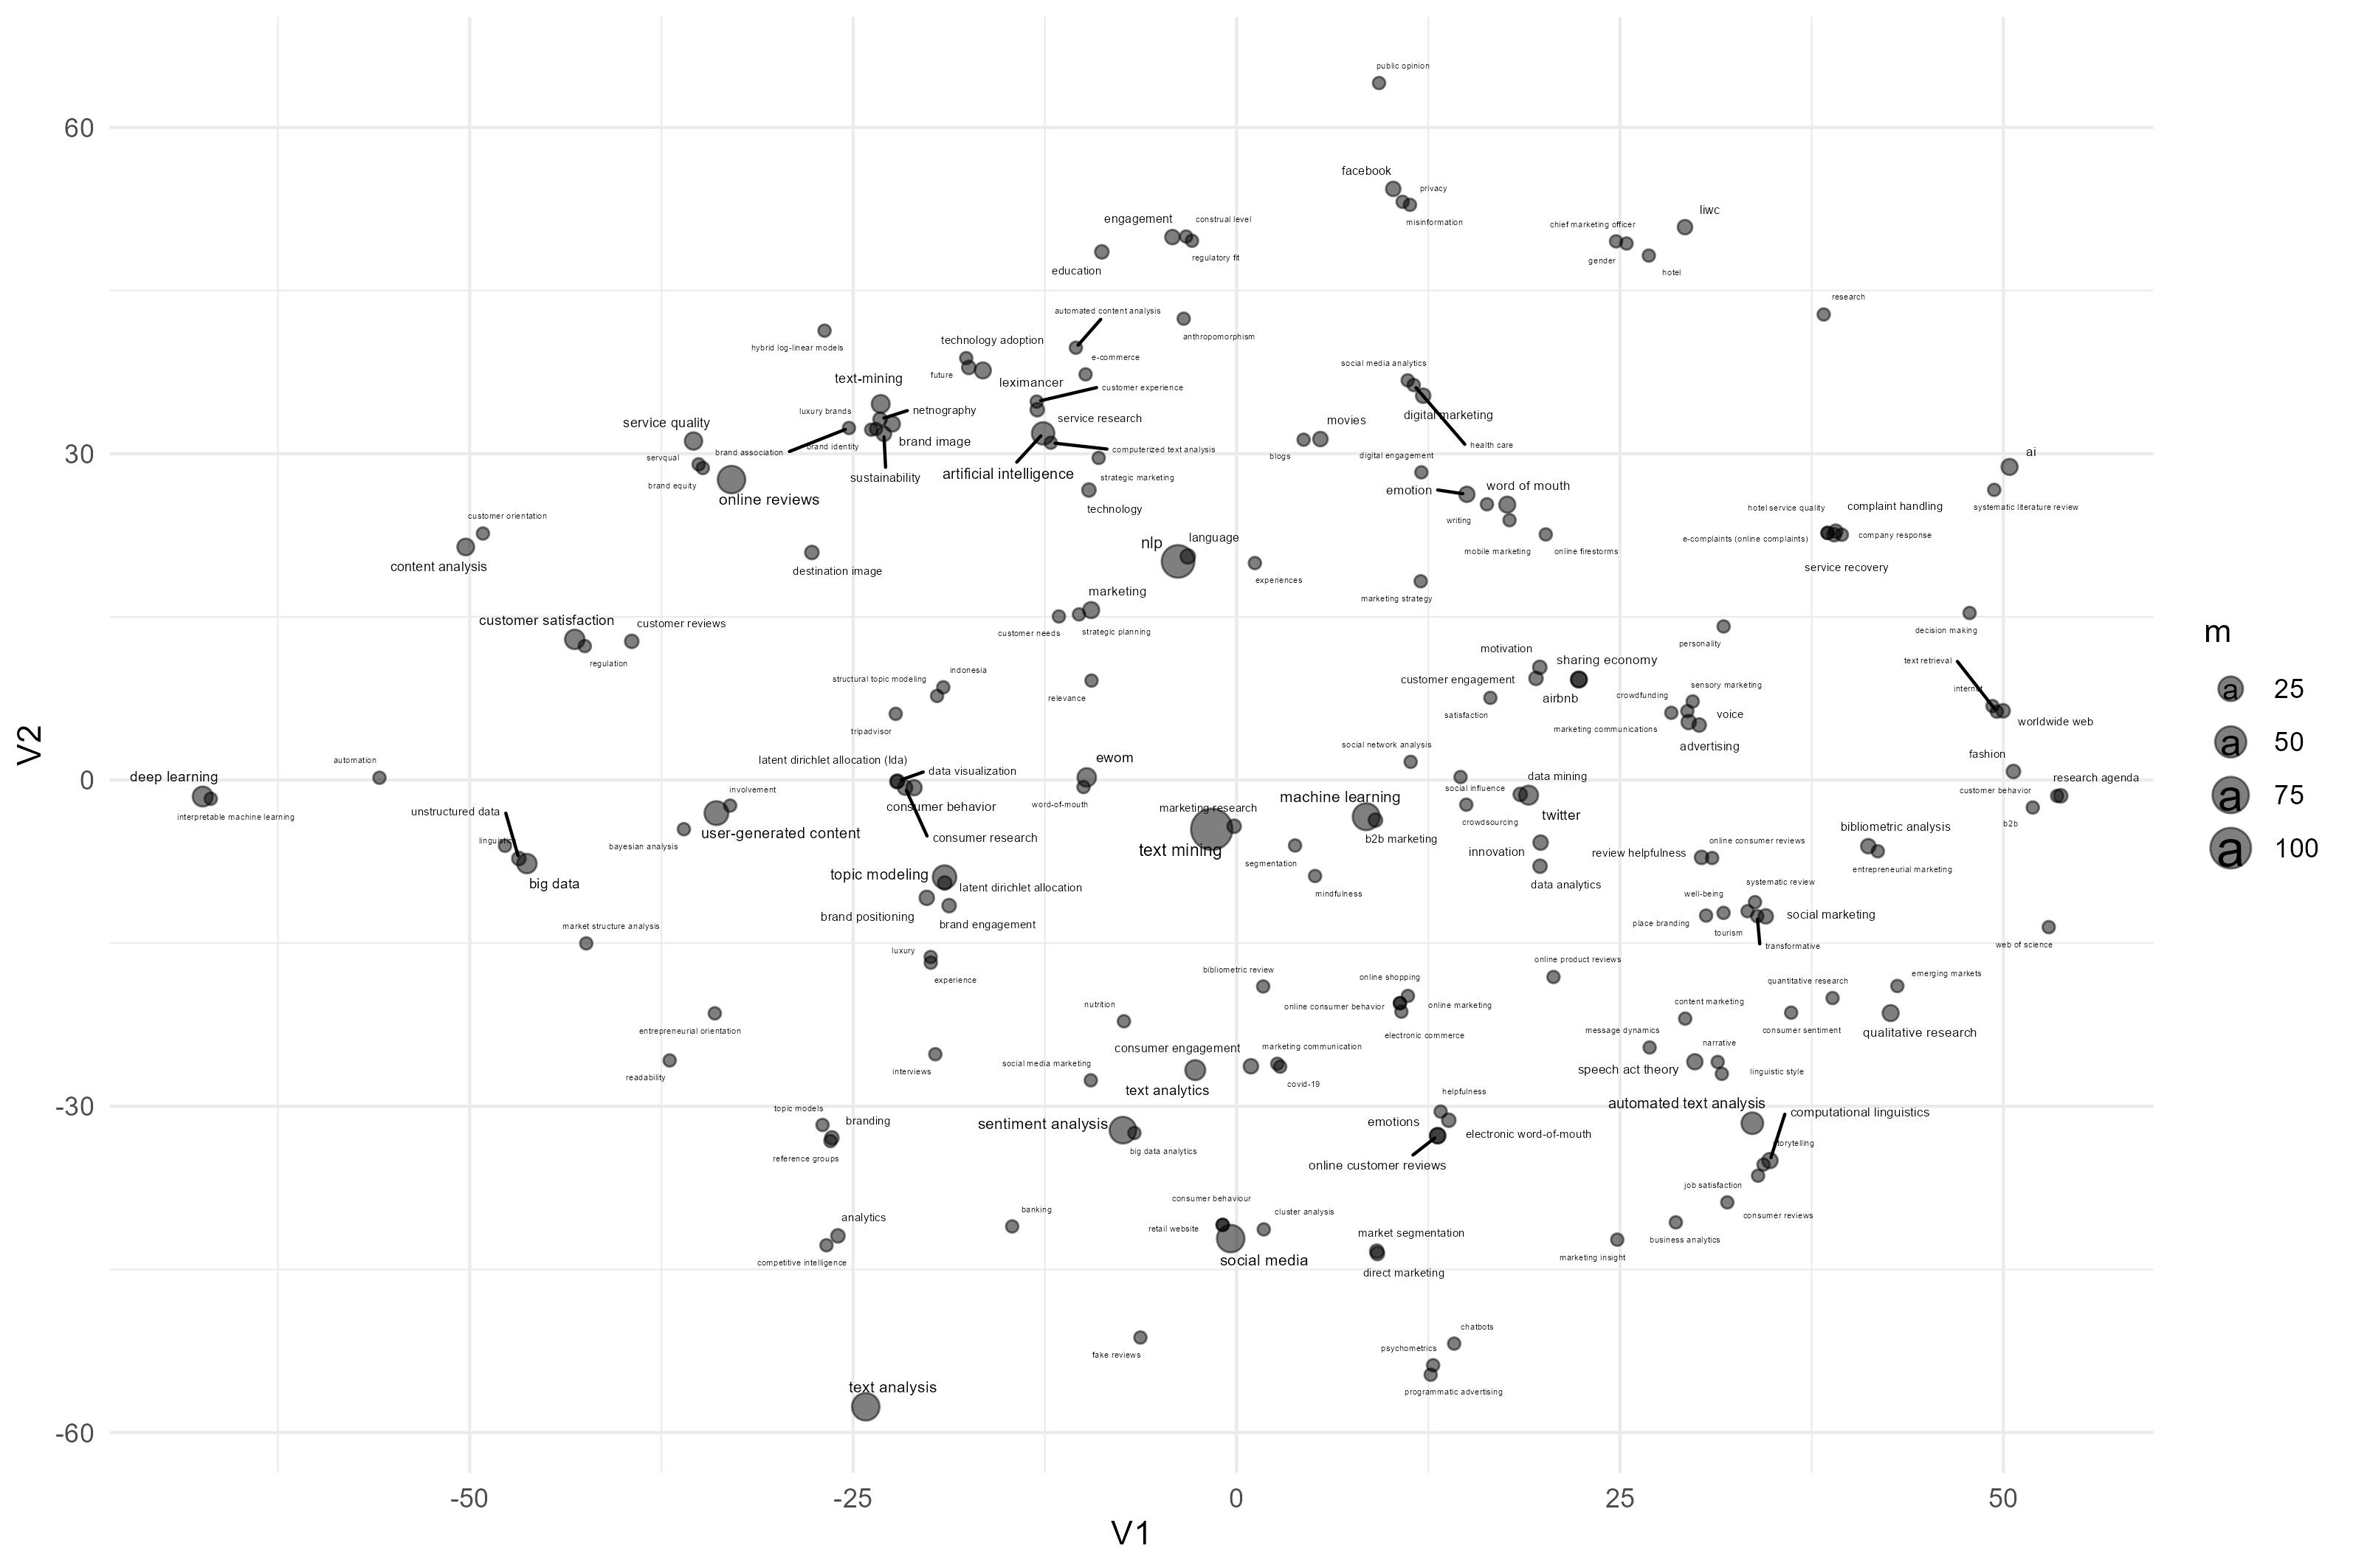 public opinion
60
facebook
privacy
misinformation
liwc
engagement
construal level
chief marketing officer
regulatory fit
gender
education
hotel
research
automated content analysis
anthropomorphism
technology adoption
hybrid log-linear models
e-commerce
social media analytics
future
text-mining
leximancer
customer experience
luxury brands
netnography
digital marketing
service research
movies
service quality
brand image
brand identity
health care
brand association
computerized text analysis
ai
30
servqual
blogs
digital engagement
artificial intelligence
sustainability
strategic marketing
brand equity
emotion
word of mouth
online reviews
technology
hotel service quality
complaint handling
systematic literature review
customer orientation
writing
language
nlp
e-complaints (online complaints)
company response
mobile marketing
online firestorms
content analysis
destination image
experiences
service recovery
marketing
marketing strategy
customer satisfaction
customer reviews
customer needs
strategic planning
decision making
personality
motivation
regulation
sharing economy
text retrieval
indonesia
structural topic modeling
customer engagement
sensory marketing
internet
relevance
airbnb
crowdfunding
satisfaction
voice
worldwide web
tripadvisor
marketing communications
advertising
social network analysis
fashion
automation
latent dirichlet allocation (lda)
ewom
deep learning
0
data visualization
data mining
research agenda
involvement
social influence
customer behavior
machine learning
word-of-mouth
consumer behavior
marketing research
unstructured data
interpretable machine learning
twitter
crowdsourcing
b2b
user-generated content
consumer research
b2b marketing
bibliometric analysis
linguistic
bayesian analysis
text mining
innovation
review helpfulness
online consumer reviews
segmentation
entrepreneurial marketing
topic modeling
big data
latent dirichlet allocation
mindfulness
data analytics
systematic review
well-being
brand positioning
social marketing
brand engagement
place branding
market structure analysis
tourism
transformative
web of science
luxury
online product reviews
bibliometric review
experience
online shopping
quantitative research
emerging markets
nutrition
online consumer behavior
online marketing
content marketing
entrepreneurial orientation
electronic commerce
message dynamics
consumer sentiment
qualitative research
consumer engagement
marketing communication
narrative
social media marketing
interviews
speech act theory
linguistic style
readability
text analytics
covid-19
helpfulness
-30
topic models
automated text analysis
computational linguistics
branding
sentiment analysis
emotions
electronic word-of-mouth
storytelling
big data analytics
reference groups
online customer reviews
job satisfaction
consumer behaviour
banking
cluster analysis
analytics
retail website
consumer reviews
market segmentation
business analytics
competitive intelligence
social media
marketing insight
direct marketing
chatbots
fake reviews
psychometrics
text analysis
programmatic advertising
-60
-50
-25
0
25
50
V1
V2
m
a 25
a 50
a 75
a 100